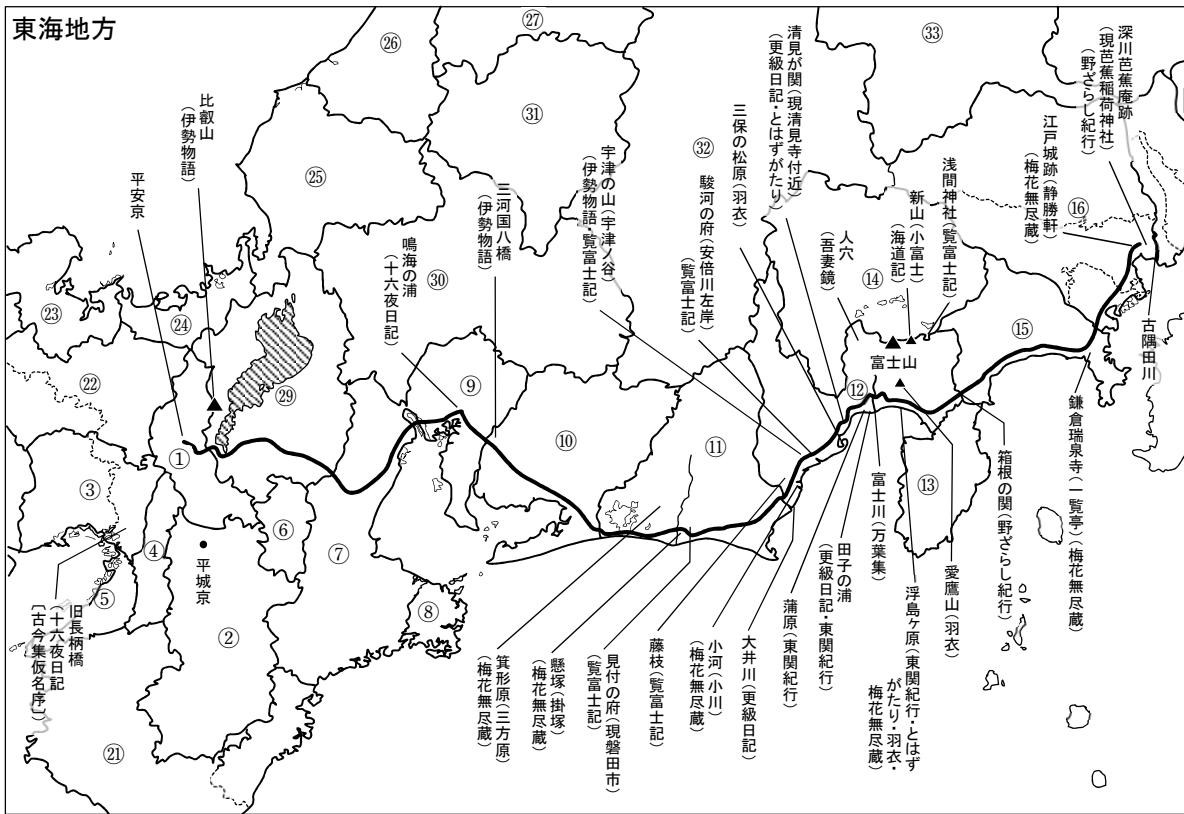 東海地方
比叡山
(伊勢物語)
平安京
鳴海の浦
(十六夜日記)
三河国八橋
(伊勢物語)
宇津の山(宇津ノ谷)
(伊勢物語・覧富士記)
駿河の府(安倍川左岸)
(覧富士記)
三保の松原(羽衣)
清見が関(現清見寺付近)
(更級日記・とはずがたり)
人穴
(吾妻鏡)
新山(小富士)
(海道記)
浅間神社(覧富士記)
江戸城跡(静勝軒)
(梅花無尽蔵)
深川芭蕉庵跡
(現芭蕉稲荷神社)
(野ざらし紀行)
古隅田川
鎌倉瑞泉寺(一覧亭)(梅花無尽蔵)
箱根の関(野ざらし紀行)
愛鷹山(羽衣)
浮島ヶ原(東関紀行・とはず
がたり・羽衣・
梅花無尽蔵)
富士川(万葉集)
田子の浦
(更級日記・東関紀行)
蒲原(東関紀行)
大井川(更級日記)
小河(小川)
(梅花無尽蔵)
藤枝(覧富士記)
見付の府(現磐田市)
(覧富士記)
懸塚(掛塚)
(梅花無尽蔵)
箕形原(三方原)
(梅花無尽蔵)
旧長柄橋
(十六夜日記
〔古今集仮名序〕)
平城京
富士山
①
②
③
④
⑤
⑥
⑦
⑧
⑨
⑩
⑪
⑫
⑬
⑭
⑮
⑯
㉑
㉒
㉓
㉔
㉕
㉖
㉗
㉙
㉚
㉛
㉜
㉝